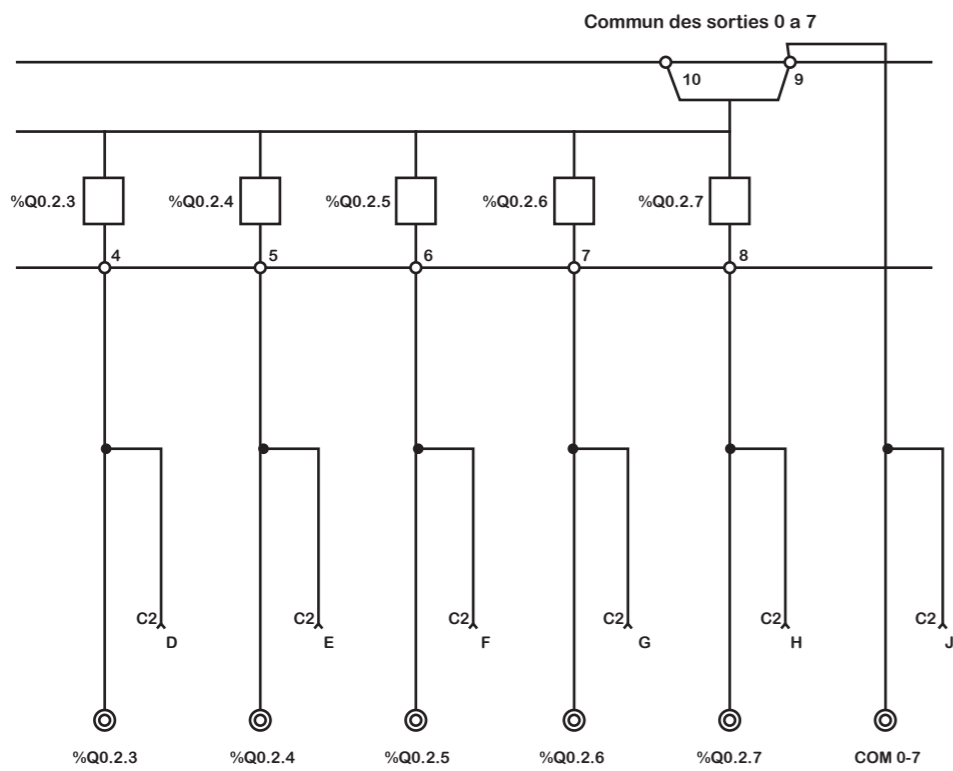 Commun des sorties 0 a 7
10 9
%Q0.2.3 %Q0.2.4 %Q0.2.5 %Q0.2.6 %Q0.2.7
4 5 6 7 8
C2 C2 C2 C2 C2 C2
D E F G H J
%Q0.2.3 %Q0.2.4 %Q0.2.5 %Q0.2.6 %Q0.2.7 COM 0-7